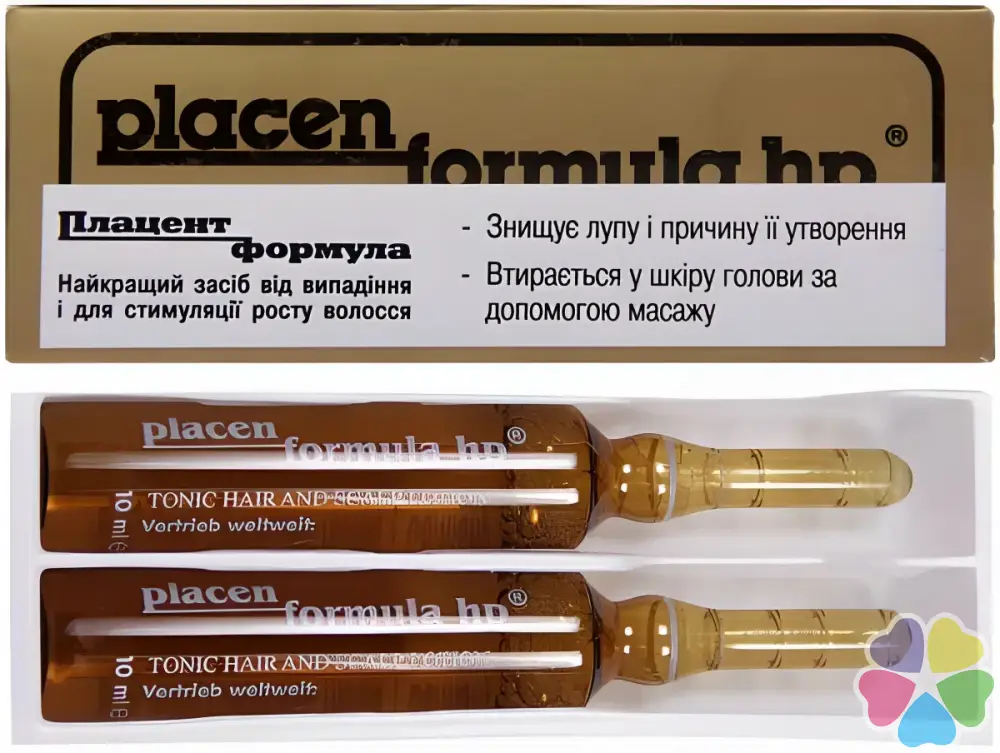 placen
formula hp®
Плацент
формула
Найкращий засіб від випадіння
і для стимуляції росту волосся
- Знищує лупу і причину її утворення
- Втирається у шкіру голови за
допомогою масажу
placen
formula hp®
TONIC HAIR AND
Vertrieb weltweit:
10 ml e
placen
formula hp®
TONIC HAIR AND
Vertrieb weltweit:
10 ml e